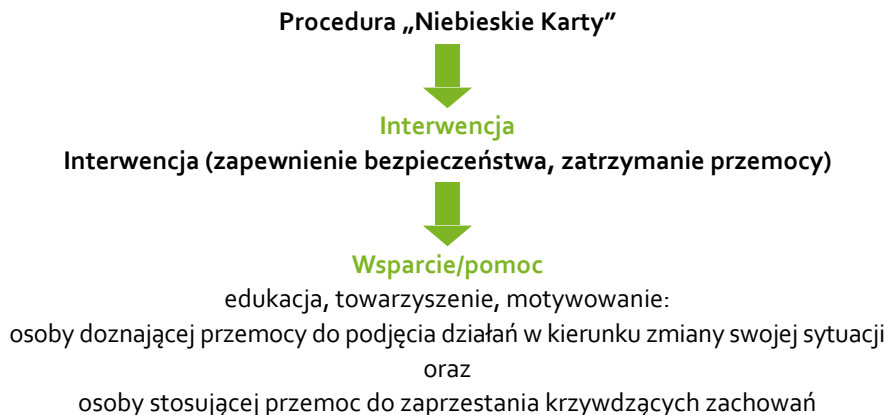 Procedura „Niebieskie Karty”
Interwencja
Interwencja (zapewnienie bezpieczeństwa, zatrzymanie przemocy)
Wsparcie/pomoc
edukacja, towarzyszenie, motywowanie:
osoby doznającej przemocy do podjęcia działań w kierunku zmiany swojej sytuacji
oraz
osoby stosującej przemoc do zaprzestania krzywdzących zachowań